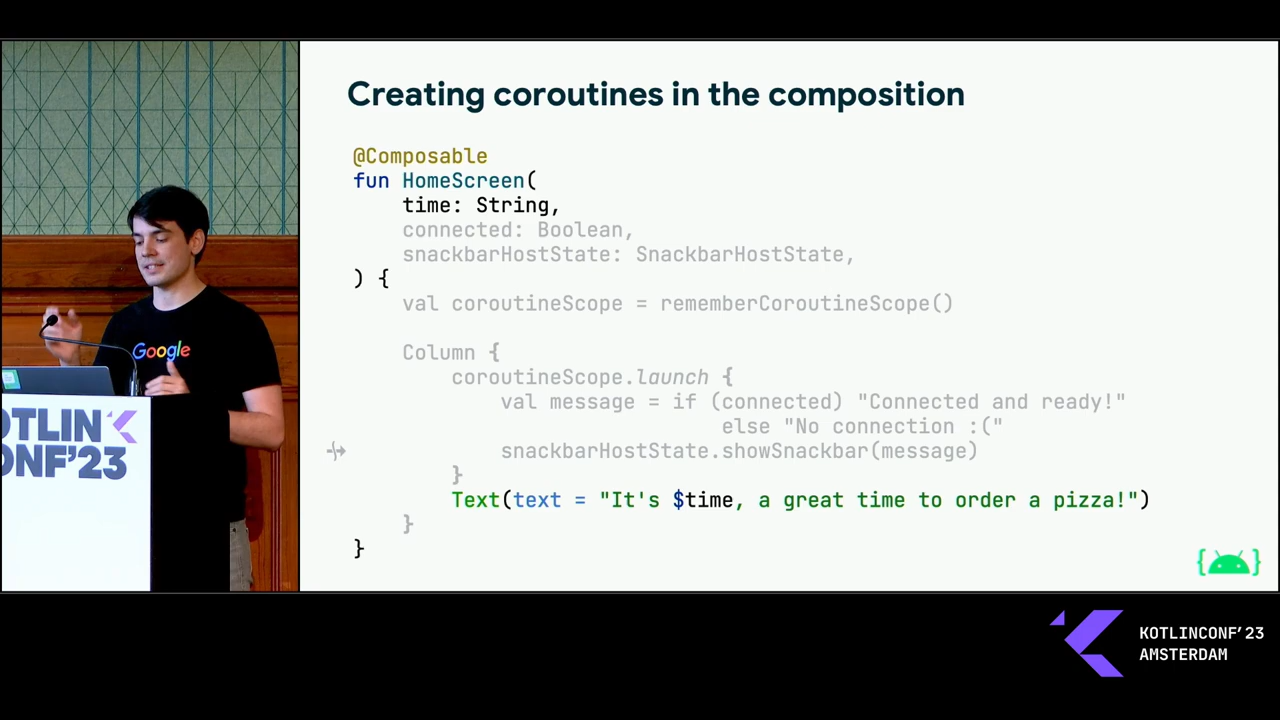 Creating coroutines in the composition
@Composable
fun HomeScreen(
    time: String,
    connected: Boolean,
    snackbarHostState: SnackbarHostState,
) {
    val coroutineScope = rememberCoroutineScope()
    Column {
        coroutineScope.launch {
            val message = if (connected) "Connected and ready!"
                              else "No connection :("
            snackbarHostState.showSnackbar(message)
        }
        Text(text = "It's $time, a great time to order a pizza!")
    }
}
Google
OTLIN
ONF'23
KOTLINCONF'23
AMSTERDAM